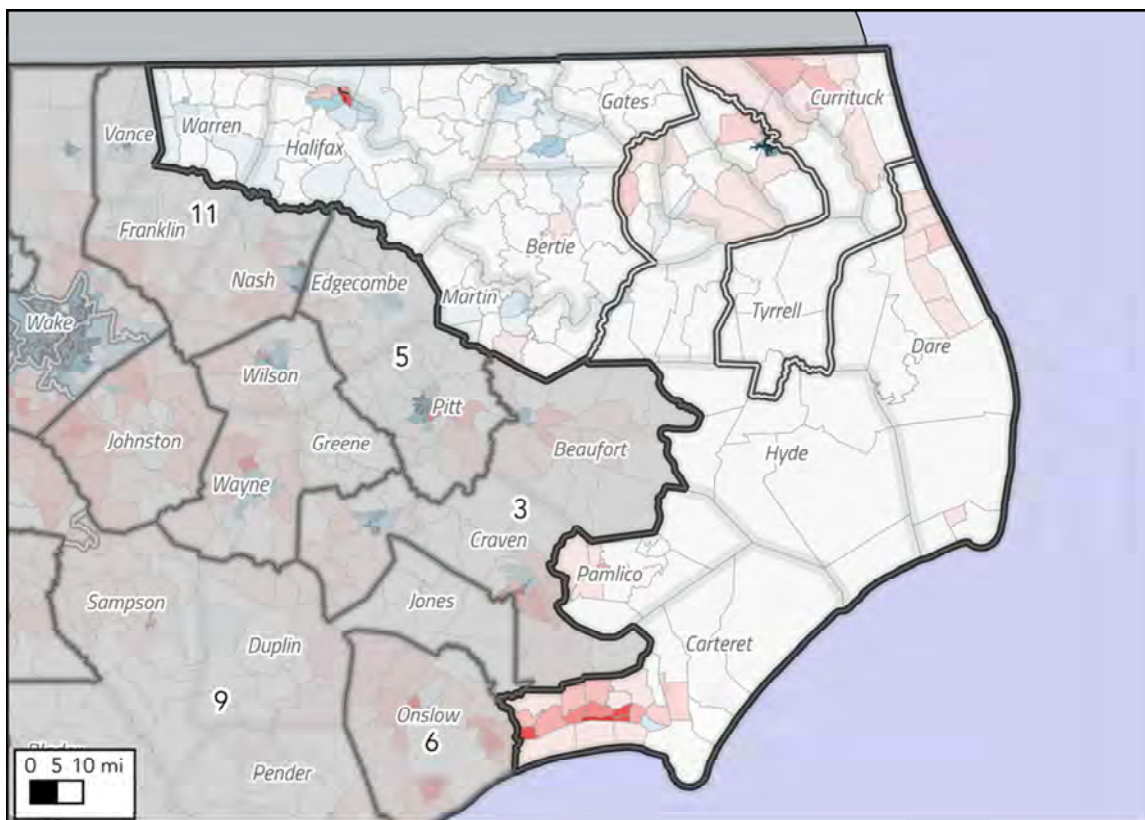 Gates
Currituck
Vance
Warren
Halifax
11
Franklin
Bertie
Nash
Edgecombe
Martin
Tyrrell
Wake
Dare
5
Wilson
Pitt
Johnston
Greene
Beaufort
Hyde
Wayne
3
Craven
Pamlico
Jones
Sampson
Carteret
Duplin
9
Onslow
6
Pender
0 5 10 mi